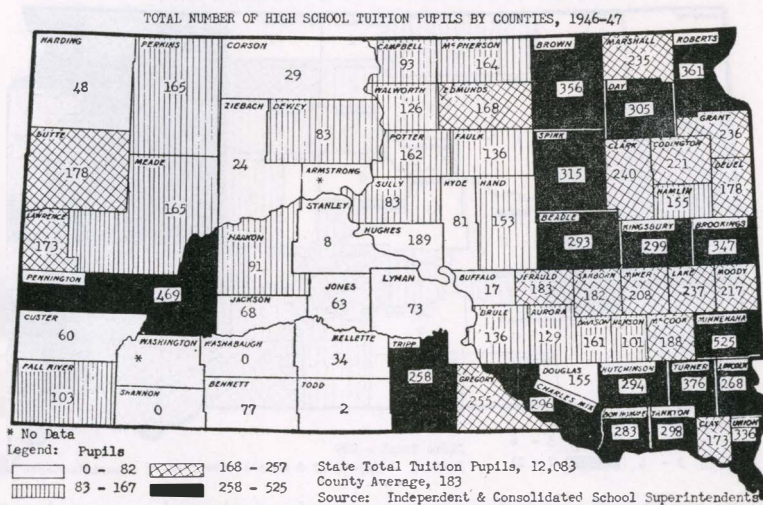 TOTAL NUMBER OF HIGH SCHOOL TUITION PUPILS BY COUNTIES, 1946-47
HARDING
48
PERKINS
165
CORSON
29
CAMPBELL
93
McPHERSON
164
BROWN
356
MARSHALL
235
ROBERTS
361
WALWORTH
126
EDMUNDS
168
DAY
305
GRANT
236
BUTTE
178
ZIEBACH
24
DEWEY
83
POTTER
162
FAULK
136
SPINK
315
CLARK
240
CODINGTON
221
DEUEL
178
HAMLIN
155
MEADE
165
ARMSTRONG
*
SULLY
83
HYDE
81
HAND
153
LAWRENCE
173
STANLEY
8
HUGHES
189
BEADLE
293
KINGSBURY
299
BROOKINGS
347
HAAKON
91
PENNINGTON
469
JACKSON
68
JONES
63
LYMAN
73
BUFFALO
17
JERAULD
183
SANBORN
182
MINER
208
LAKE
237
MOODY
217
BRULE
136
AURORA
129
DAVISON
161
HANSON
101
McCOOK
188
MINNEHAHA
525
CUSTER
60
WASHINGTON
*
WASHABAUGH
0
MELLETTE
34
TRIPP
258
DOUGLAS
155
HUTCHINSON
294
TURNER
376
LINCOLN
268
FALL RIVER
103
SHANNON
0
BENNETT
77
TODD
2
GREGORY
255
CHARLES MIX
296
BON HOMME
283
YANKTON
298
CLAY
173
UNION
336
* No Data
Legend: Pupils
0 - 82
168 - 257
83 - 167
258 - 525
State Total Tuition Pupils, 12,083
County Average, 183
Source: Independent & Consolidated School Superintendents